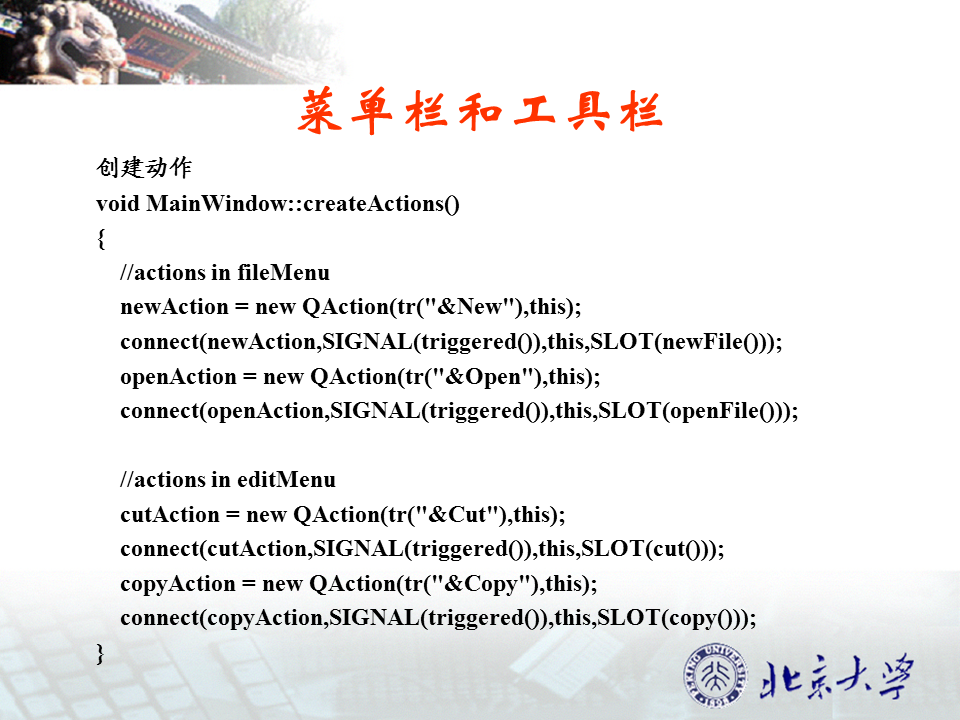 菜单栏和工具栏
创建动作
void MainWindow::createActions()
{
//actions in fileMenu
newAction = new QAction(tr("&New"),this);
connect(newAction,SIGNAL(triggered()),this,SLOT(newFile()));
openAction = new QAction(tr("&Open"),this);
connect(openAction,SIGNAL(triggered()),this,SLOT(openFile()));
//actions in editMenu
cutAction = new QAction(tr("&Cut"),this);
connect(cutAction,SIGNAL(triggered()),this,SLOT(cut()));
copyAction = new QAction(tr("&Copy"),this);
connect(copyAction,SIGNAL(triggered()),this,SLOT(copy()));
}
PEKING UNIVERSITY
1898
北京大学